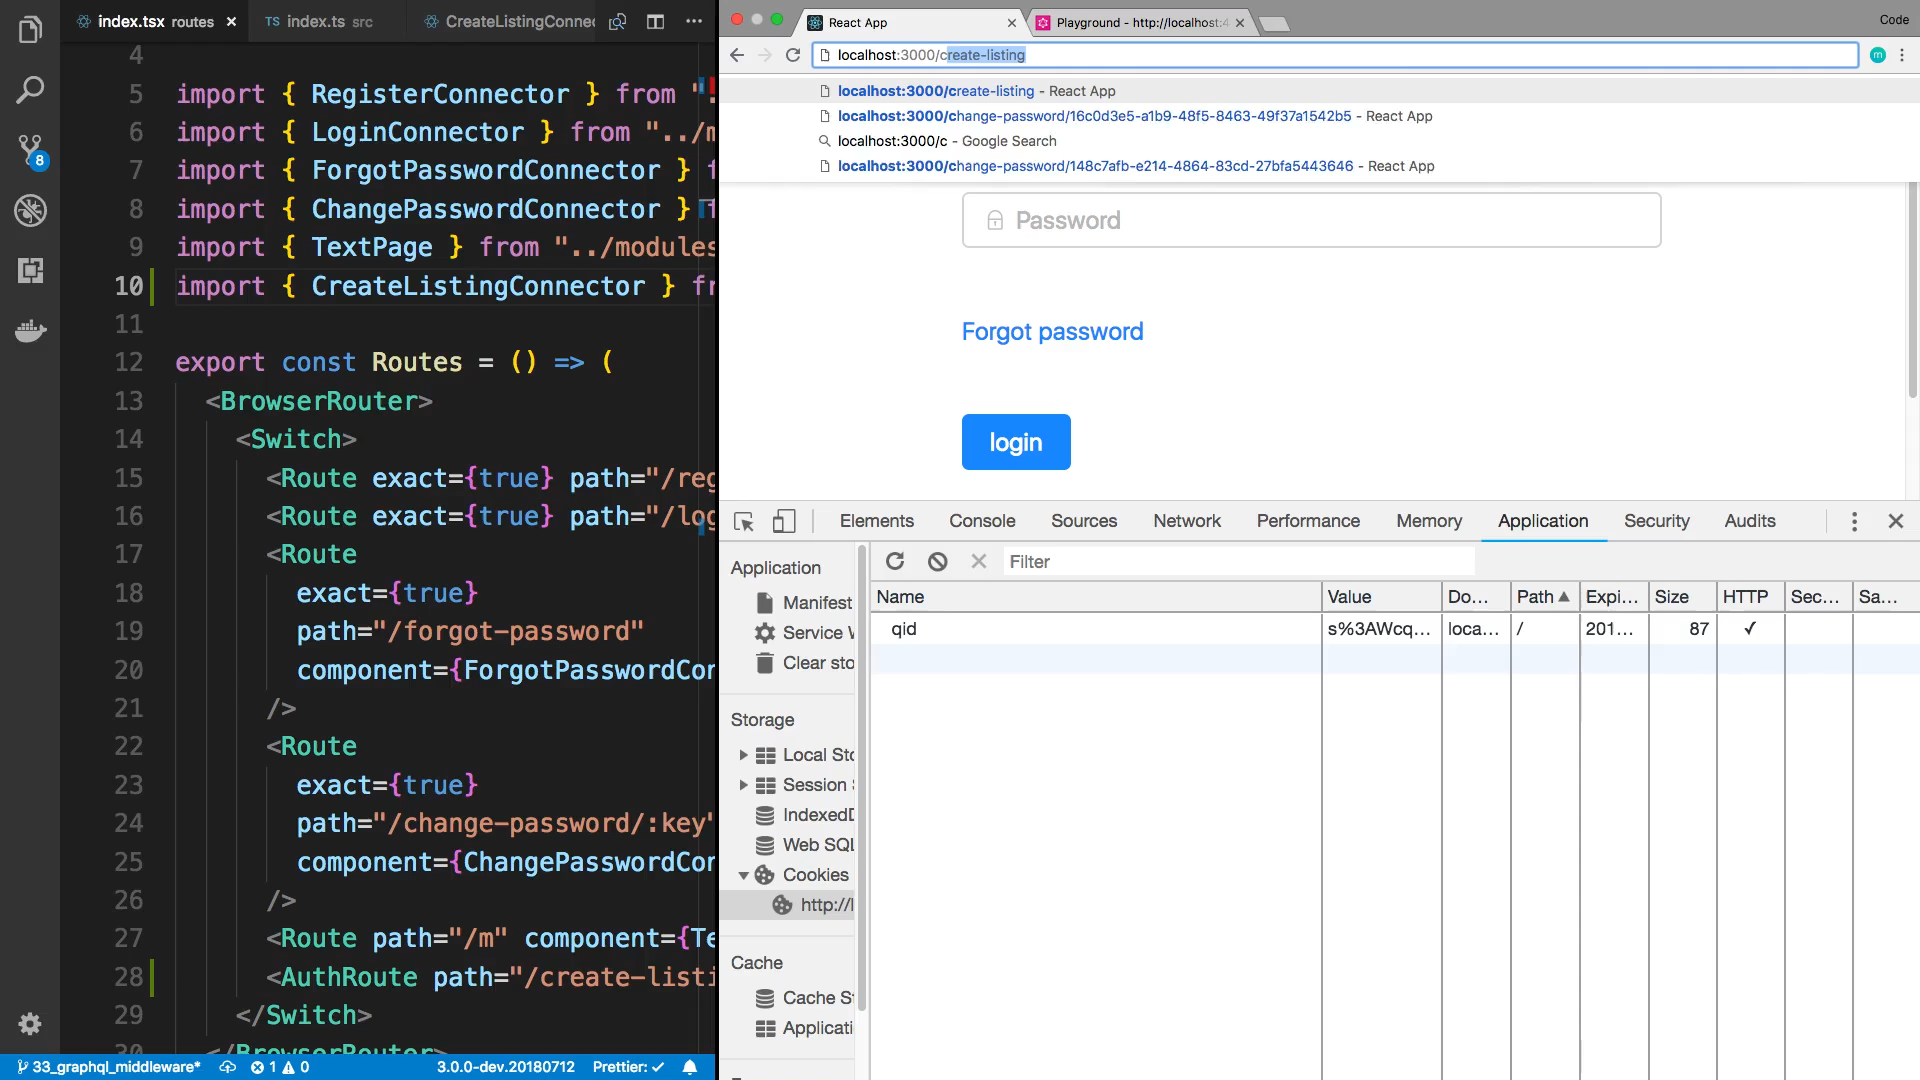 index.tsx routes
TS index.ts src
CreateListingConnec
4
5 import { RegisterConnector } from ".
6 import { LoginConnector } from "../m
7 import { ForgotPasswordConnector } f
8 import { ChangePasswordConnector } f
9 import { TextPage } from "../modules
10 import { CreateListingConnector } fr
11
12 export const Routes = () => (
13 <BrowserRouter>
14 <Switch>
15 <Route exact={true} path="/reg
16 <Route exact={true} path="/log
17 <Route
18 exact={true}
19 path="/forgot-password"
20 component={ForgotPasswordCor
21 />
22 <Route
23 exact={true}
24 path="/change-password/:key"
25 component={ChangePasswordCor
26 />
27 <Route path="/m" component={Te
28 <AuthRoute path="/create-listi
29 </Switch>
30 </BrowserRouter>
8
33_graphql_middleware*
1
0
3.0.0-dev.20180712
Prettier: ✓
React App
Playground - http://localhost:4
Code
localhost:3000/create-listing
m
localhost:3000/create-listing - React App
localhost:3000/change-password/16c0d3e5-a1b9-48f5-8463-49f37a1542b5 - React App
localhost:3000/c - Google Search
localhost:3000/change-password/148c7afb-e214-4864-83cd-27bfa5443646 - React App
Password
Forgot password
login
Elements Console Sources Network Performance Memory Application Security Audits
Application
Manifest
Service W
Clear sto
Storage
Local Sto
Session S
IndexedD
Web SQL
Cookies
http://l
Cache
Cache St
Applicati
Filter
Name Value Do... Path Expi... Size HTTP Sec... Sa...
qid s%3AWcq... loca... / 201... 87 ✓